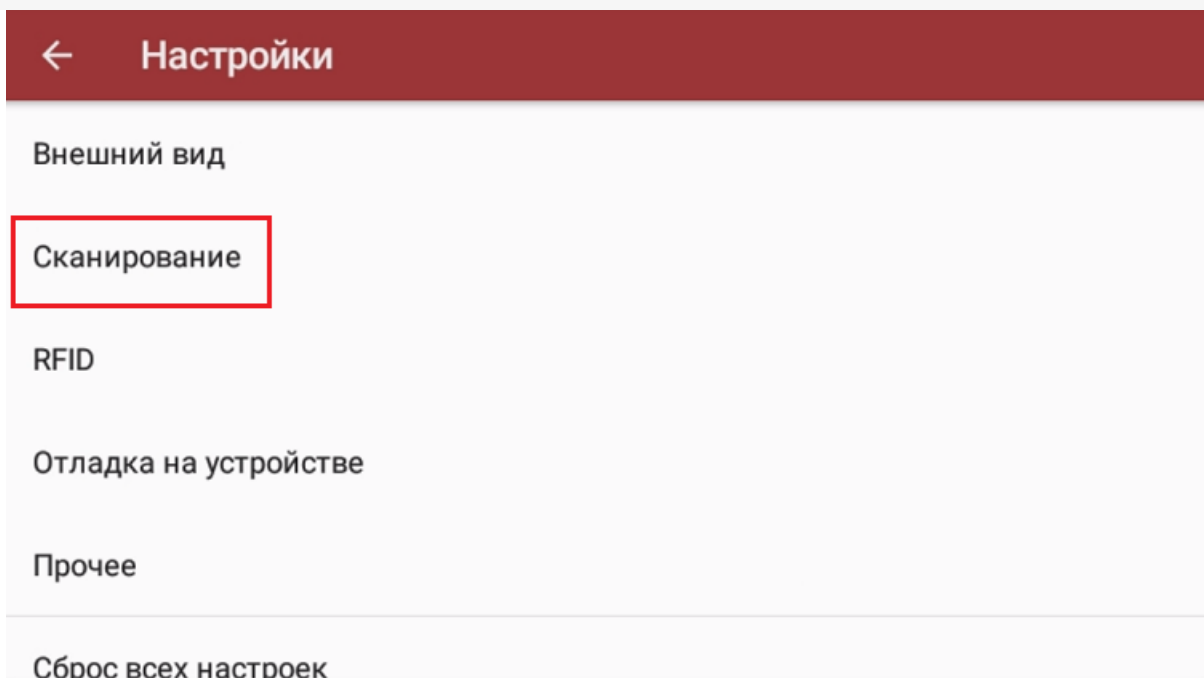 Настройки
Внешний вид
Сканирование
RFID
Отладка на устройстве
Прочее
Сброс всех настроек